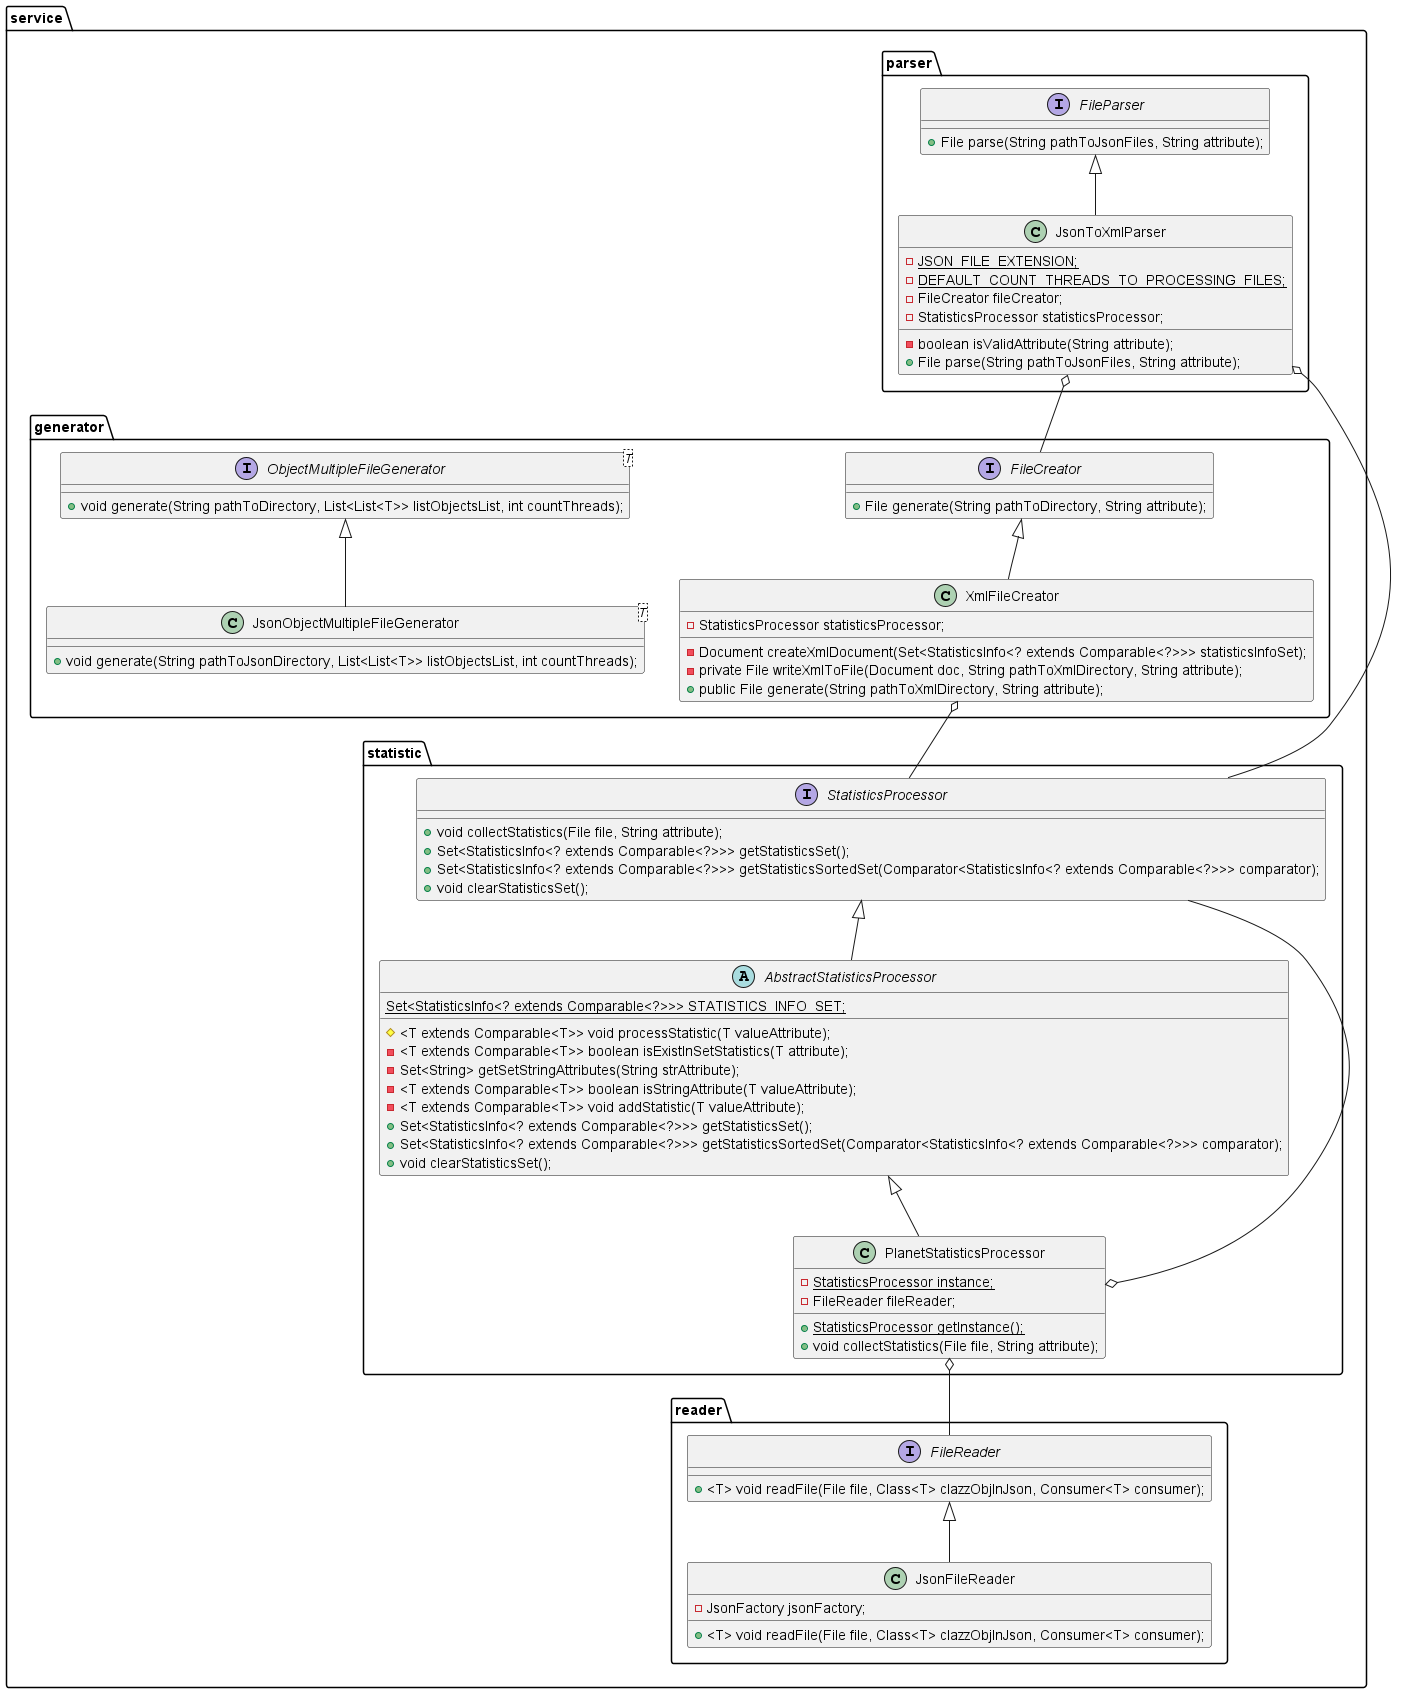 service
parser
I FileParser
File parse(String pathToJsonFiles, String attribute);
C JsonToXmlParser
JSON_FILE_EXTENSION;
DEFAULT_COUNT_THREADS_TO_PROCESSING_FILES;
FileCreator fileCreator;
StatisticsProcessor statisticsProcessor;
boolean isValidAttribute(String attribute);
File parse(String pathToJsonFiles, String attribute);
generator
I ObjectMultipleFileGenerator T
void generate(String pathToDirectory, List<List<T>> listObjectsList, int countThreads);
C JsonObjectMultipleFileGenerator T
void generate(String pathToJsonDirectory, List<List<T>> listObjectsList, int countThreads);
I FileCreator
File generate(String pathToDirectory, String attribute);
C XmlFileCreator
StatisticsProcessor statisticsProcessor;
Document createXmlDocument(Set<StatisticsInfo<? extends Comparable<?>>> statisticsInfoSet);
private File writeXmlToFile(Document doc, String pathToXmlDirectory, String attribute);
public File generate(String pathToXmlDirectory, String attribute);
statistic
I StatisticsProcessor
void collectStatistics(File file, String attribute);
Set<StatisticsInfo<? extends Comparable<?>>> getStatisticsSet();
Set<StatisticsInfo<? extends Comparable<?>>> getStatisticsSortedSet(Comparator<StatisticsInfo<? extends Comparable<?>>> comparator);
void clearStatisticsSet();
A AbstractStatisticsProcessor
Set<StatisticsInfo<? extends Comparable<?>>> STATISTICS_INFO_SET;
<T extends Comparable<T>> void processStatistic(T valueAttribute);
<T extends Comparable<T>> boolean isExistInSetStatistics(T attribute);
Set<String> getSetStringAttributes(String strAttribute);
<T extends Comparable<T>> boolean isStringAttribute(T valueAttribute);
<T extends Comparable<T>> void addStatistic(T valueAttribute);
Set<StatisticsInfo<? extends Comparable<?>>> getStatisticsSet();
Set<StatisticsInfo<? extends Comparable<?>>> getStatisticsSortedSet(Comparator<StatisticsInfo<? extends Comparable<?>>> comparator);
void clearStatisticsSet();
C PlanetStatisticsProcessor
StatisticsProcessor instance;
FileReader fileReader;
StatisticsProcessor getInstance();
void collectStatistics(File file, String attribute);
reader
I FileReader
<T> void readFile(File file, Class<T> clazzObjInJson, Consumer<T> consumer);
C JsonFileReader
JsonFactory jsonFactory;
<T> void readFile(File file, Class<T> clazzObjInJson, Consumer<T> consumer);